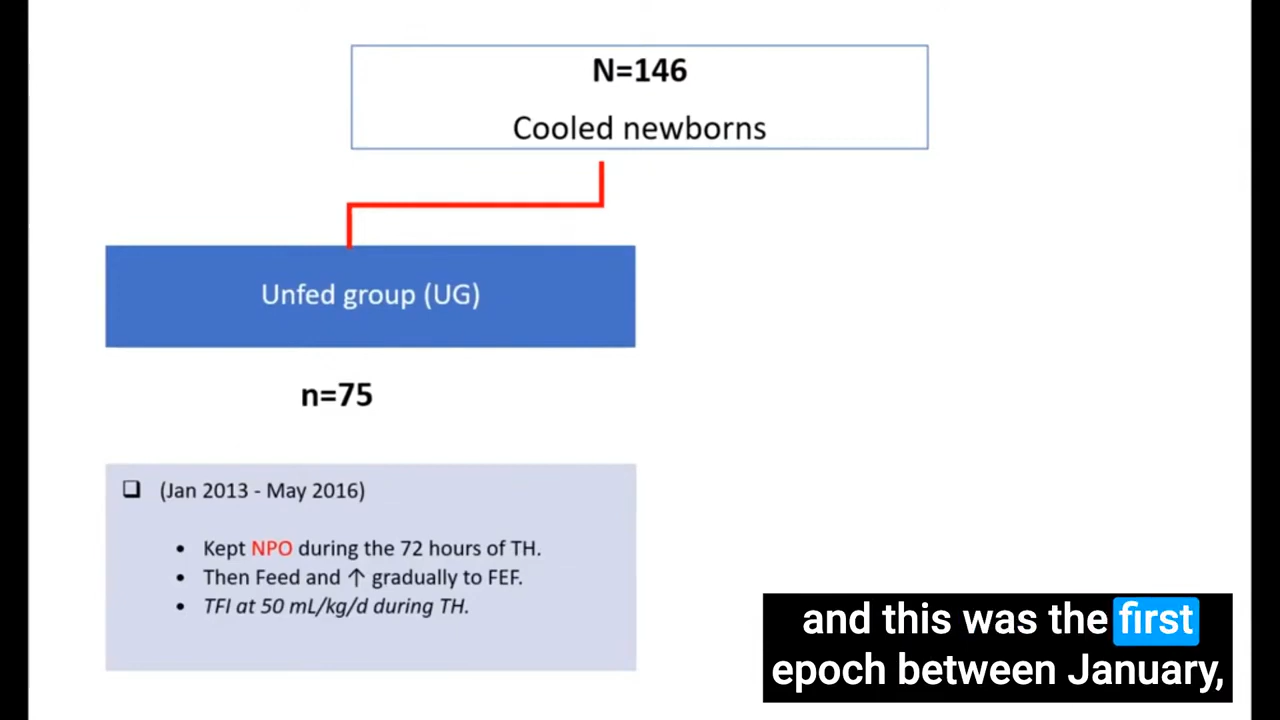 N=146
Cooled newborns
Unfed group (UG)
n=75
❑ (Jan 2013 - May 2016)
• Kept NPO during the 72 hours of TH.
• Then Feed and ↑ gradually to FEF.
• TFI at 50 mL/kg/d during TH.
and this was the first
epoch between January,